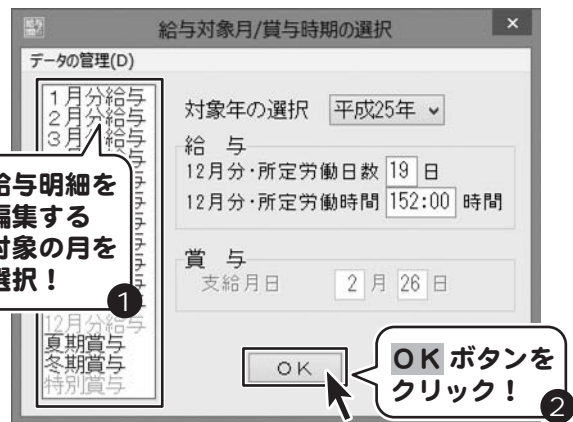 給与対象月/賞与時期の選択
データの管理(D)
1月分給与
2月分給与
3月分給与
対象年の選択 平成25年
給 与
12月分・所定労働日数 19 日
12月分・所定労働時間 152:00 時間
給与明細を
編集する
対象の月を
選択！
1
賞 与
支給月日 2 月 26 日
12月分給与
夏期賞与
冬期賞与
特別賞与
OK
OK ボタンを
クリック！
2